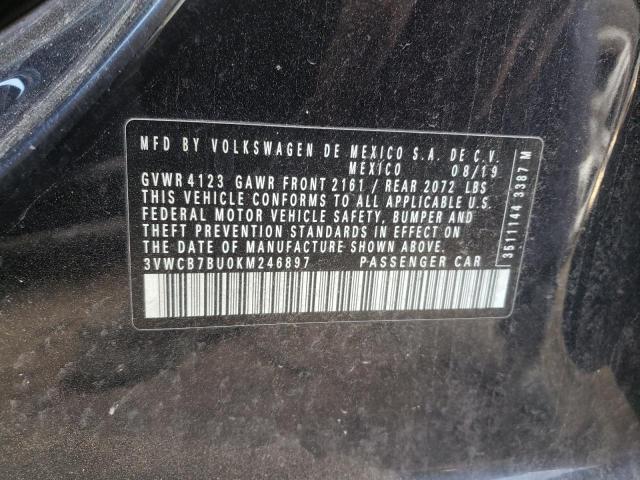 MFD BY VOLKSWAGEN DE MEXICO S.A. DE C.V.
MEXICO 08/19
GVWR 4123 GAWR FRONT 2161 / REAR 2072 LBS
THIS VEHICLE CONFORMS TO ALL APPLICABLE U.S.
FEDERAL MOTOR VEHICLE SAFETY, BUMPER AND
THEFT PREVENTION STANDARDS IN EFFECT ON THE
DATE OF MANUFACTURE SHOWN ABOVE
3VWCB7BU0KM246897 PASSENGER CAR
3511144 3387 M